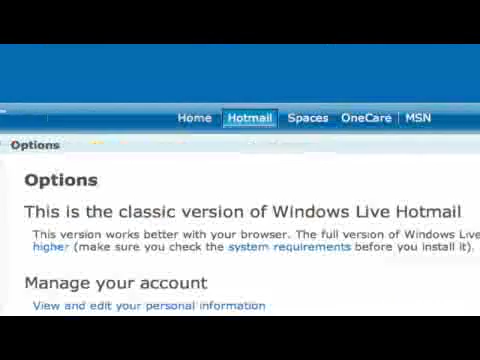 Home Hotmail Spaces OneCare MSN
Options
Options
This is the classic version of Windows Live Hotmail
This version works better with your browser. The full version of Windows Live
higher (make sure you check the system requirements before you install it).
Manage your account
View and edit your personal information